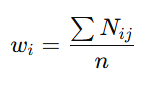 w_i = \frac{\sum N_{ij}}{n}